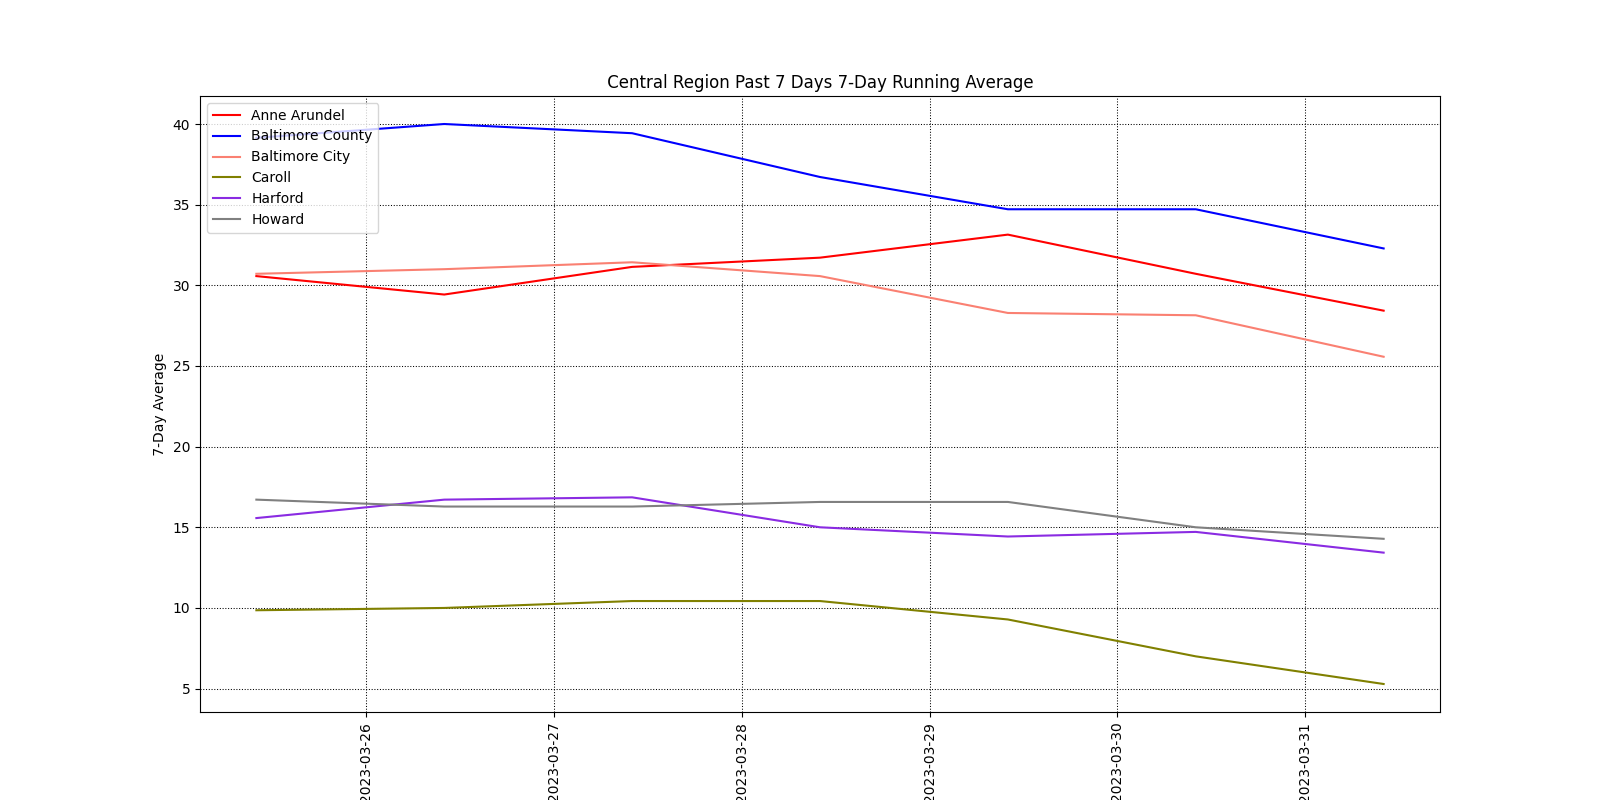 Central Region Past 7 Days 7-Day Running Average
Anne Arundel
Baltimore County
Baltimore City
Caroll
Harford
Howard
7-Day Average
40
35
30
25
20
15
10
5
2023-03-26
2023-03-27
2023-03-28
2023-03-29
2023-03-30
2023-03-31